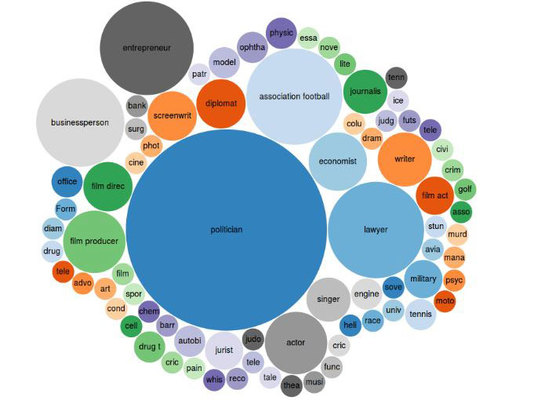 physic
essa
ophtha
nove
entrepreneur
model
lite
patr
tenn
association football
journalis
ice
bank
diplomat
screenwrit
businessperson
colu
judg
futs
surg
tele
dram
phot
civi
cine
economist
writer
crim
office
film direc
golf
film act
Form
asso
diam
stun
politician
lawyer
murd
film producer
drug
avia
mana
tele
film
military
psyc
advo
art
sove
spor
engine
singer
moto
cond
chem
univ
tennis
cell
barr
heli
race
judo
autobi
actor
drug t
jurist
cric
cric
tele
pain
func
whis
reco
tale
thea
musi